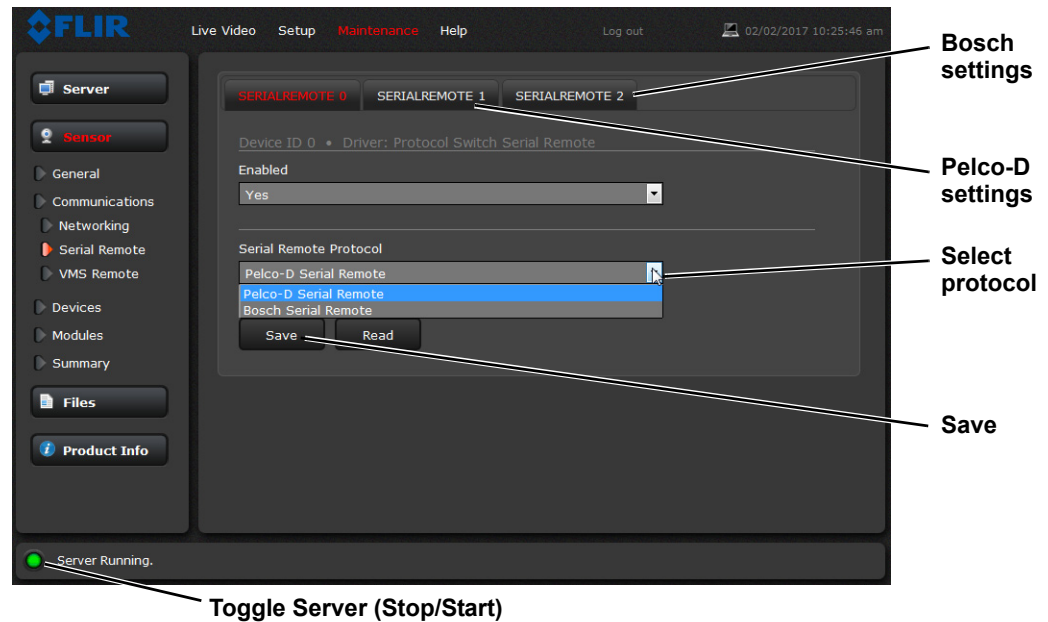 FLIR
Live Video Setup Maintenance Help Log out 02/02/2017 10:25:46 am
Bosch
settings
Server
SERIALREMOTE 0 SERIALREMOTE 1 SERIALREMOTE 2
Sensor
Device ID 0 • Driver: Protocol Switch Serial Remote
Pelco-D
settings
General
Enabled
Communications
Yes
Networking
Serial Remote
Serial Remote Protocol
Select
protocol
VMS Remote
Pelco-D Serial Remote
Pelco-D Serial Remote
Bosch Serial Remote
Devices
Modules
Save Read
Summary
Files
Save
Product Info
Server Running.
Toggle Server (Stop/Start)